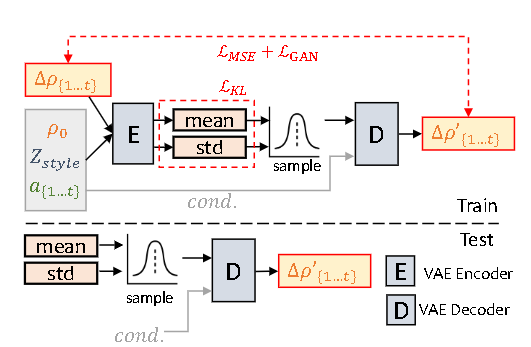 ℒ_MSE + ℒ_GAN
Δρ_{1...t}
ℒ_KL
ρ_0
Z_style
a_{1...t}
E
mean
std
sample
D
Δρ'_{1...t}
cond.
Train
Test
mean
std
sample
D
Δρ'_{1...t}
cond.
E VAE Encoder
D VAE Decoder